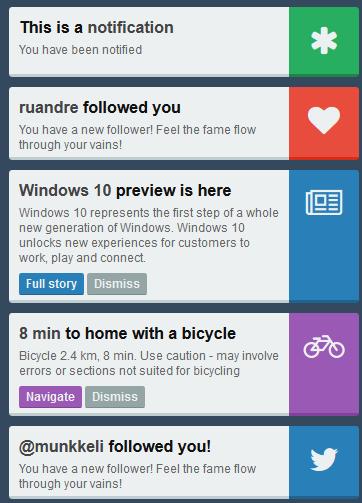 This is a notification
You have been notified
ruandre followed you
You have a new follower! Feel the fame flow
through your vains!
Windows 10 preview is here
Windows 10 represents the first step of a whole
new generation of Windows. Windows 10
unlocks new experiences for customers to
work, play and connect.
Full story Dismiss
8 min to home with a bicycle
Bicycle 2.4 km, 8 min. Use caution - may involve
errors or sections not suited for bicycling
Navigate Dismiss
@munkkeli followed you!
You have a new follower! Feel the fame flow
through your vains!